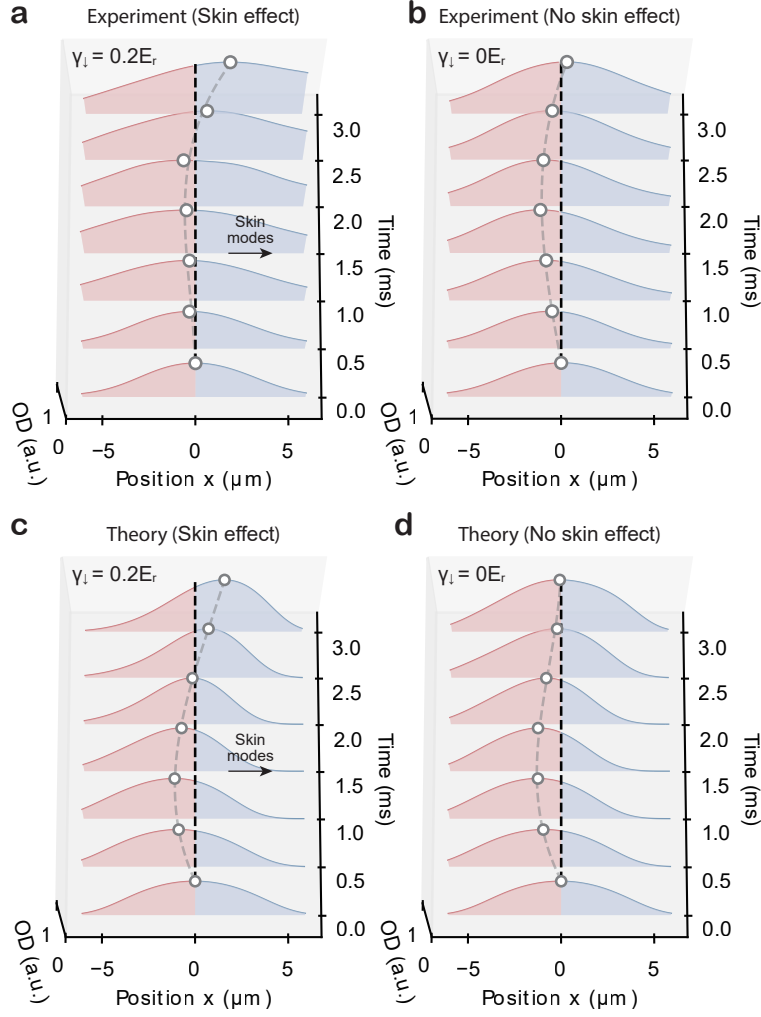 a
Experiment (Skin effect)
γ↓ = 0.2Eᵣ
Skin
modes
3.0
2.5
2.0
1.5
1.0
0.5
0.0
Time (ms)
1
0
OD (a.u.)
−5
0
5
Position x (μm)
b
Experiment (No skin effect)
γ↓ = 0Eᵣ
3.0
2.5
2.0
1.5
1.0
0.5
0.0
Time (ms)
1
0
OD (a.u.)
−5
0
5
Position x (μm)
c
Theory (Skin effect)
γ↓ = 0.2Eᵣ
Skin
modes
3.0
2.5
2.0
1.5
1.0
0.5
0.0
Time (ms)
1
0
OD (a.u.)
−5
0
5
Position x (μm)
d
Theory (No skin effect)
γ↓ = 0Eᵣ
3.0
2.5
2.0
1.5
1.0
0.5
0.0
Time (ms)
1
0
OD (a.u.)
−5
0
5
Position x (μm)